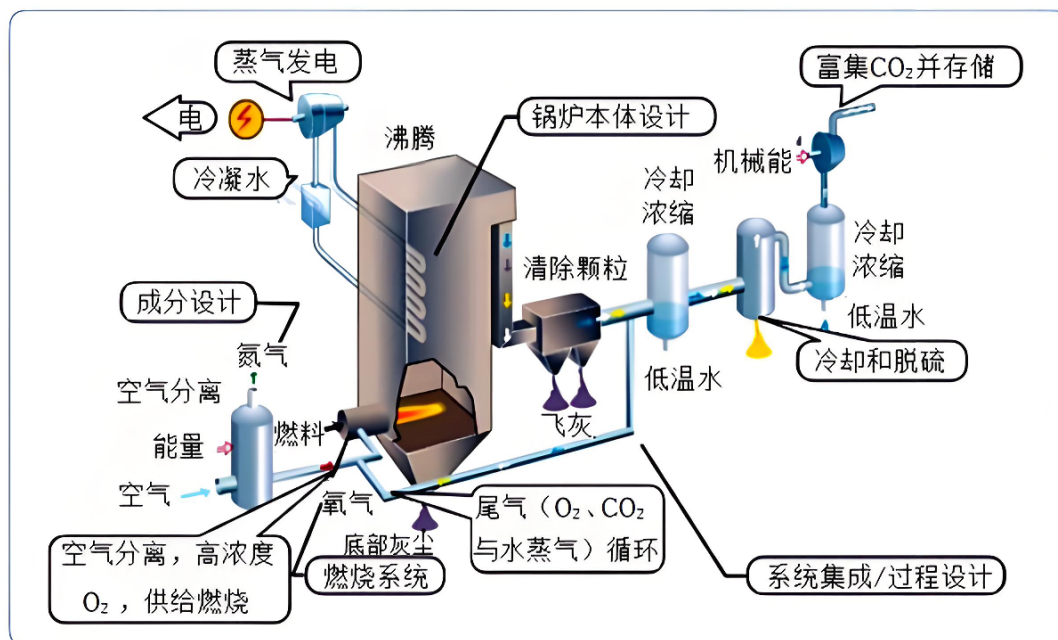 蒸气发电
富集CO₂并存储
电
锅炉本体设计
沸腾
机械能
冷凝水
冷却
浓缩
冷却
浓缩
清除颗粒
成分设计
低温水
氮气
冷却和脱硫
空气分离
低温水
能量
燃料
飞灰
空气
氧气
尾气（O₂、CO₂
与水蒸气）循环
底部灰尘
空气分离，高浓度
O₂，供给燃烧
燃烧系统
系统集成/过程设计